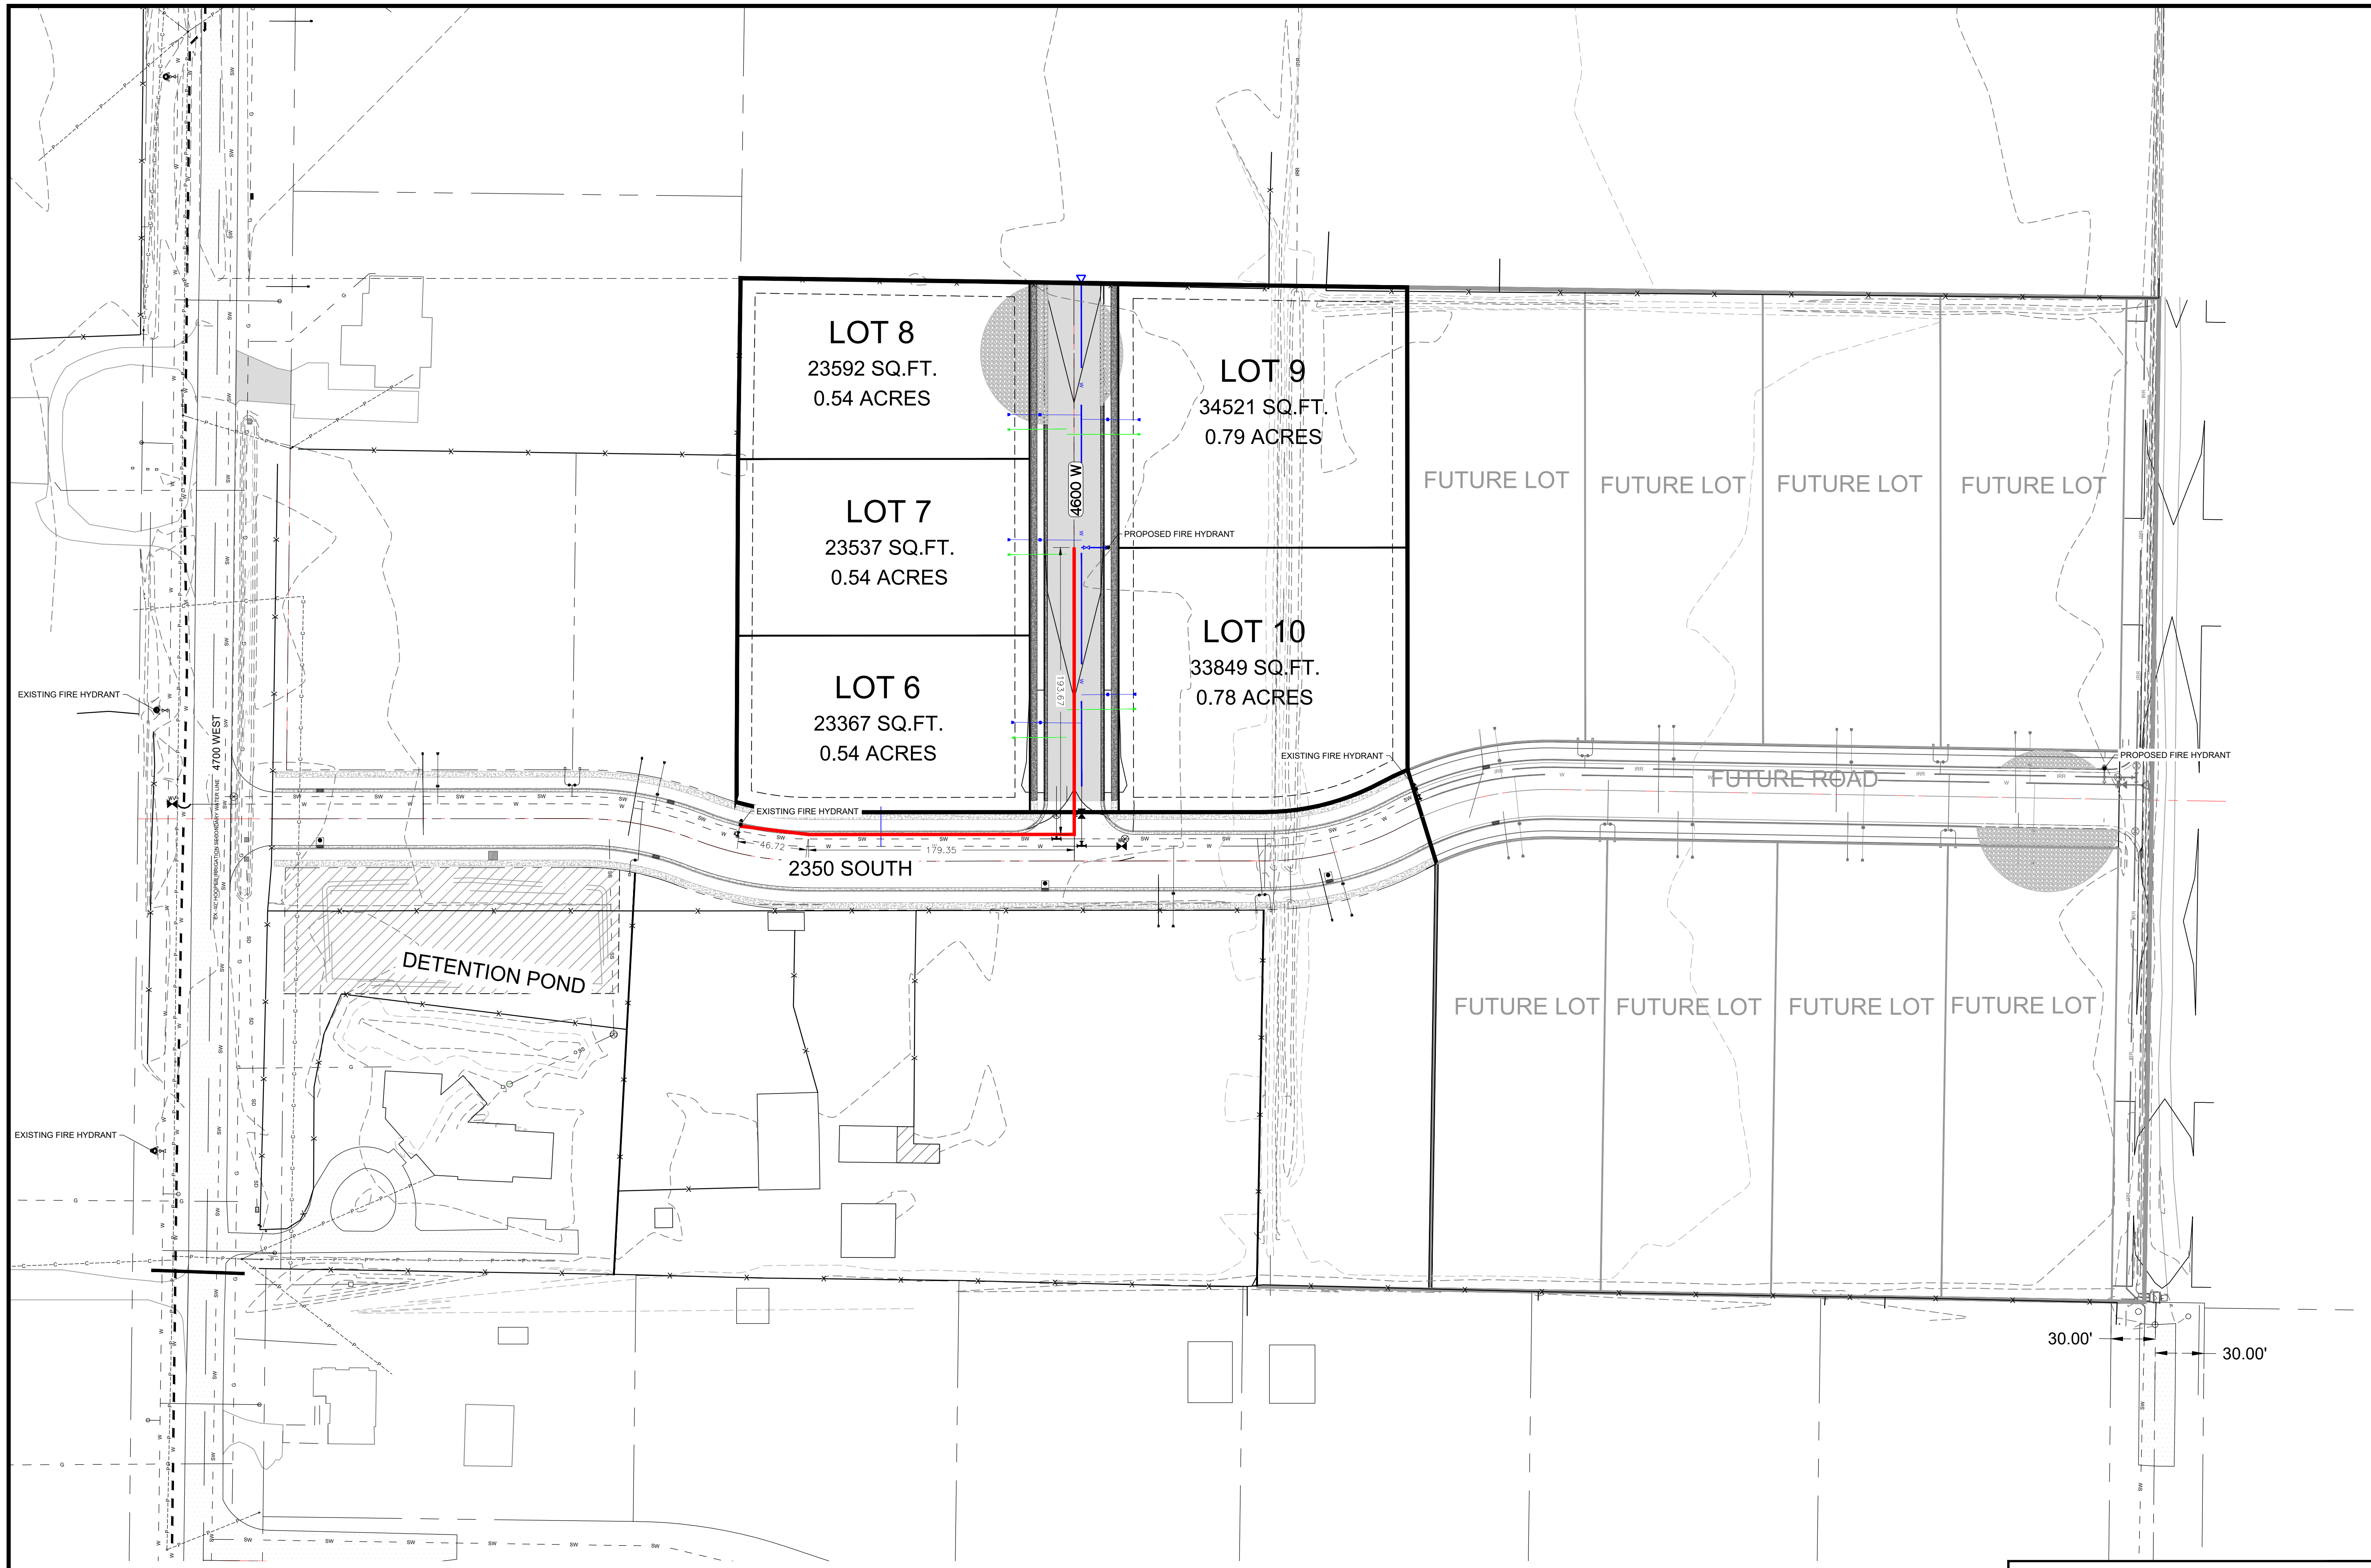 LOT 8
23592 SQ.FT.
0.54 ACRES
LOT 9
34521 SQ.FT.
0.79 ACRES
4600 W
FUTURE LOT
FUTURE LOT
FUTURE LOT
FUTURE LOT
LOT 7
23537 SQ.FT.
0.54 ACRES
PROPOSED FIRE HYDRANT
LOT 10
33849 SQ.FT.
0.78 ACRES
193.67
LOT 6
23367 SQ.FT.
0.54 ACRES
EXISTING FIRE HYDRANT
4700 WEST
EXISTING FIRE HYDRANT
PROPOSED FIRE HYDRANT
FUTURE ROAD
EXISTING FIRE HYDRANT
46.72
179.35
2350 SOUTH
DETENTION POND
FUTURE LOT
FUTURE LOT
FUTURE LOT
FUTURE LOT
EXISTING FIRE HYDRANT
30.00'
30.00'